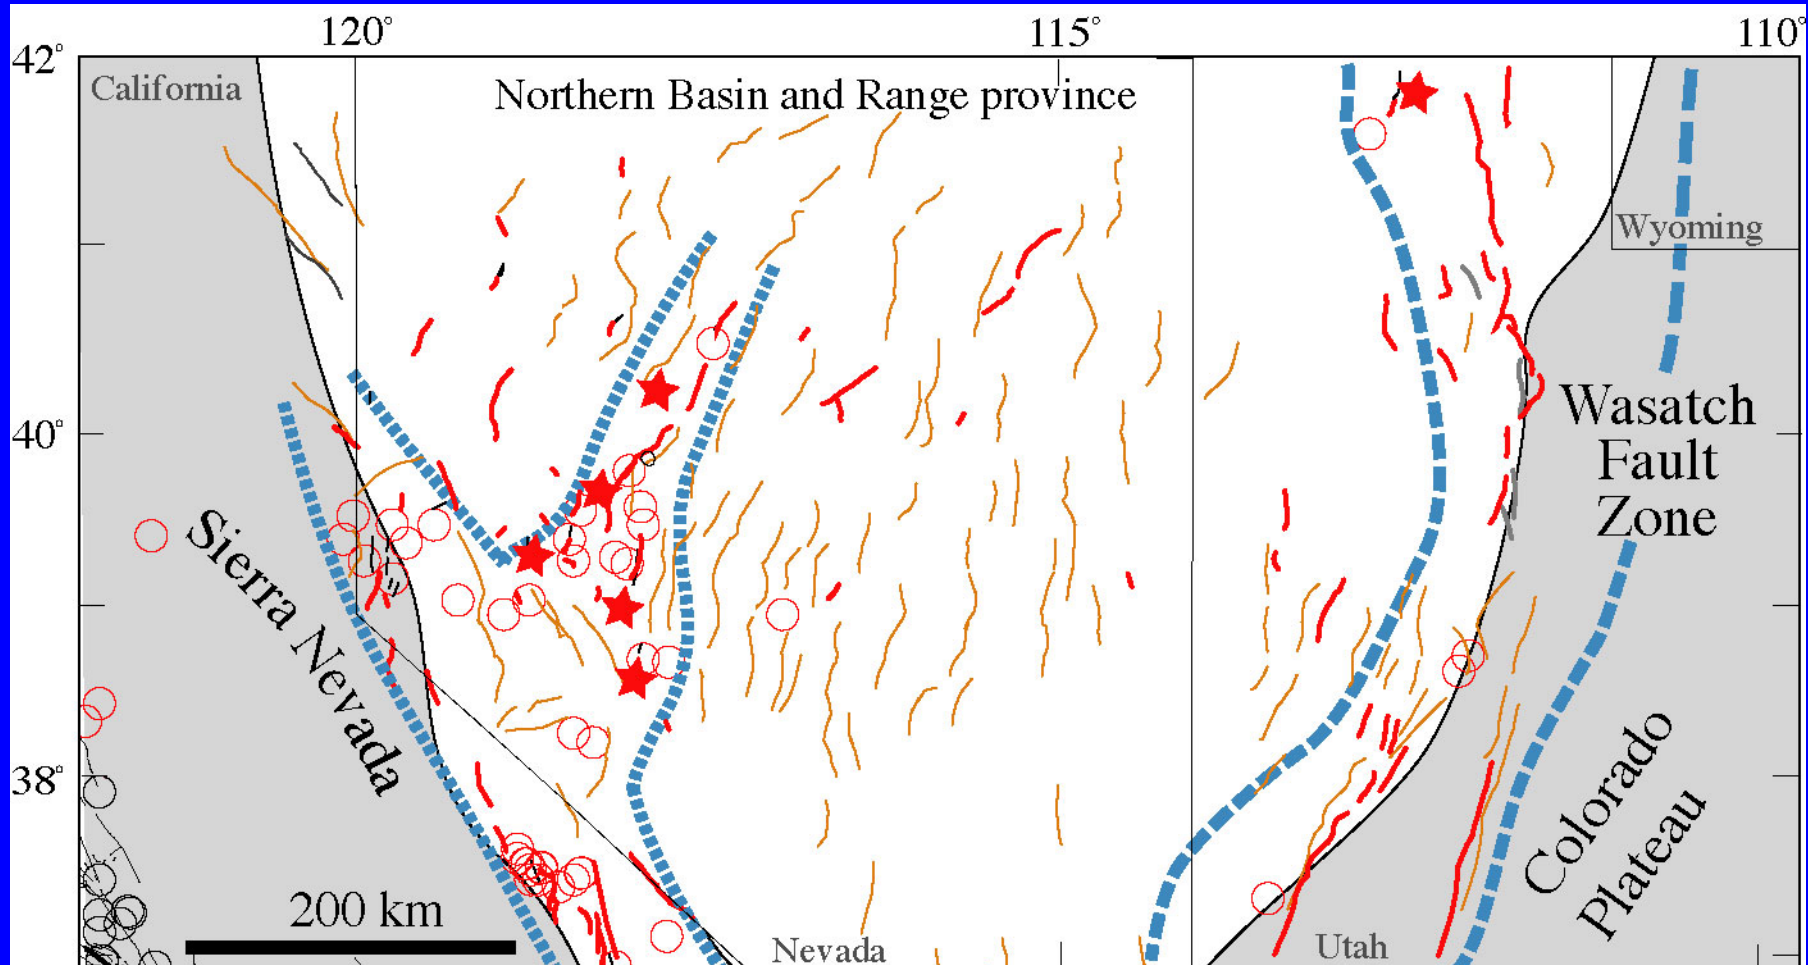 120°
115°
110°
42°
California
Northern Basin and Range province
Wyoming
40°
Wasatch
Fault
Zone
Sierra Nevada
38°
Colorado
Plateau
200 km
Nevada
Utah